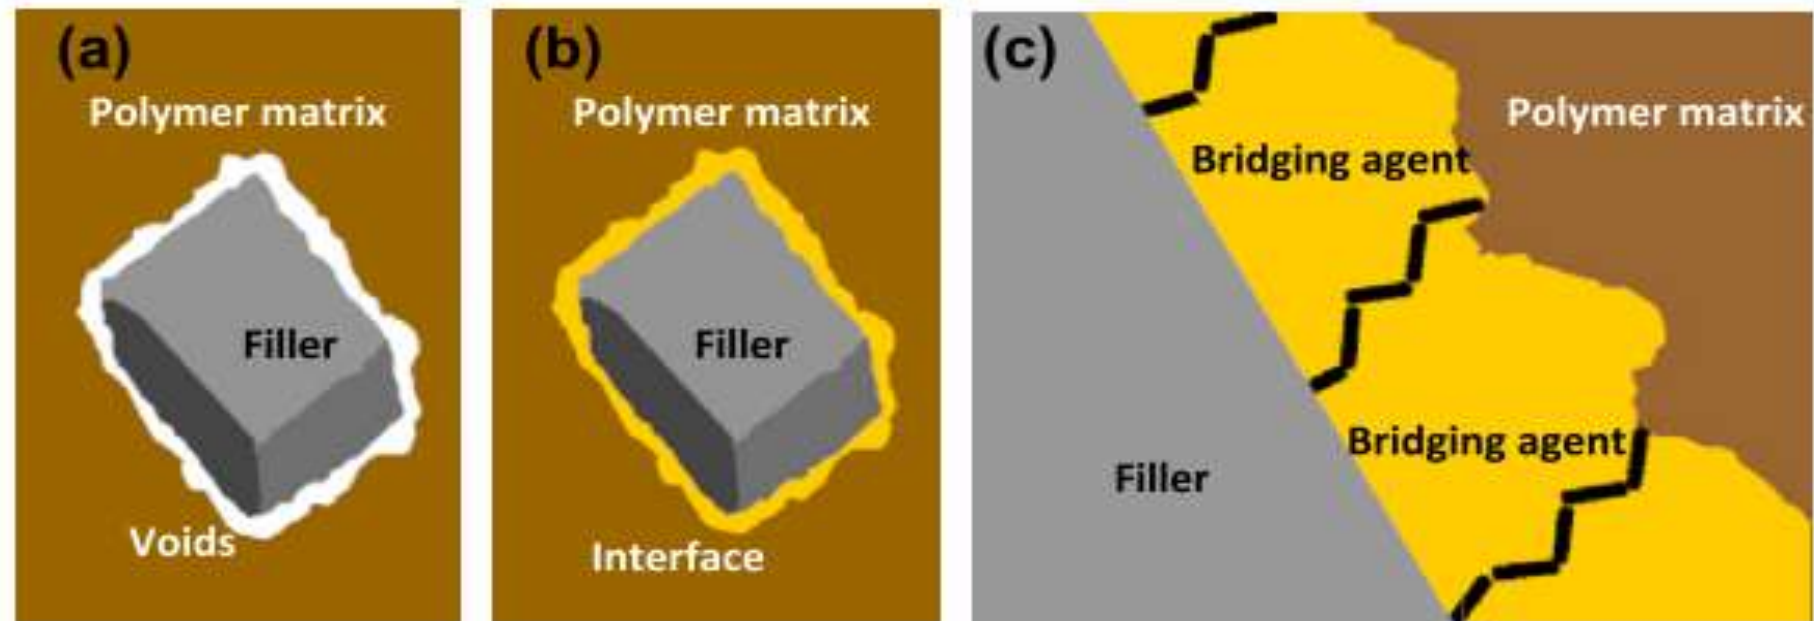 (a)
Polymer matrix
Filler
Voids
(b)
Polymer matrix
Filler
Interface
(c)
Polymer matrix
Bridging agent
Bridging agent
Filler